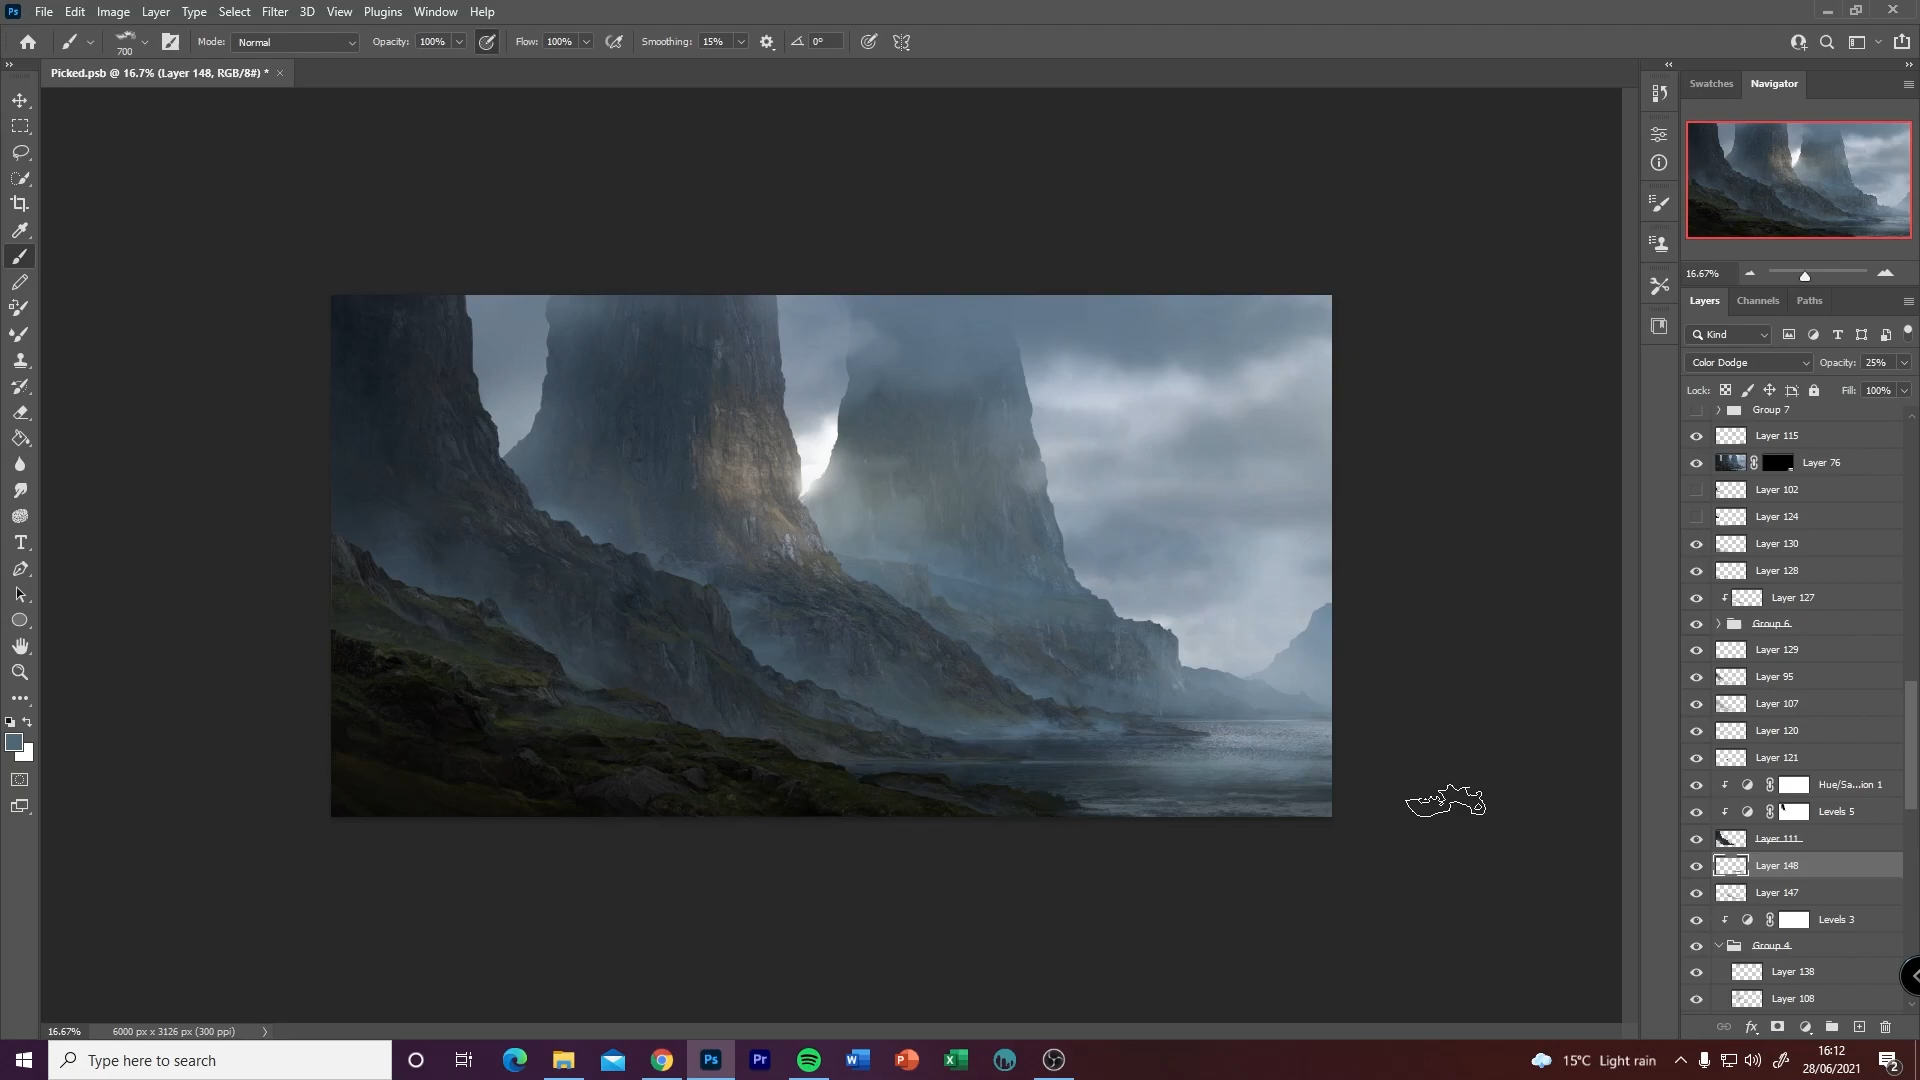 Ps File Edit Image Layer Type Select Filter 3D View Plugins Window Help
700 Mode: Normal Opacity: 100% Flow: 100% Smoothing: 15% 0°
Picked.psb @ 16.7% (Layer 148, RGB/8#) *
Swatches Navigator
16.67%
Layers Channels Paths
Kind
Color Dodge Opacity: 25%
Lock: Fill: 100%
Group 7
Layer 115
Layer 76
Layer 102
Layer 124
Layer 130
Layer 128
Layer 127
Group 6
Layer 129
Layer 95
Layer 107
Layer 120
Layer 121
Hue/Sa...ion 1
Levels 5
Layer 111
Layer 148
Layer 147
Levels 3
Group 4
Layer 138
Layer 108
16.67% 6000 px x 3126 px (300 ppi)
Type here to search
Ps Pr
15°C Light rain
16:12
28/06/2021
2